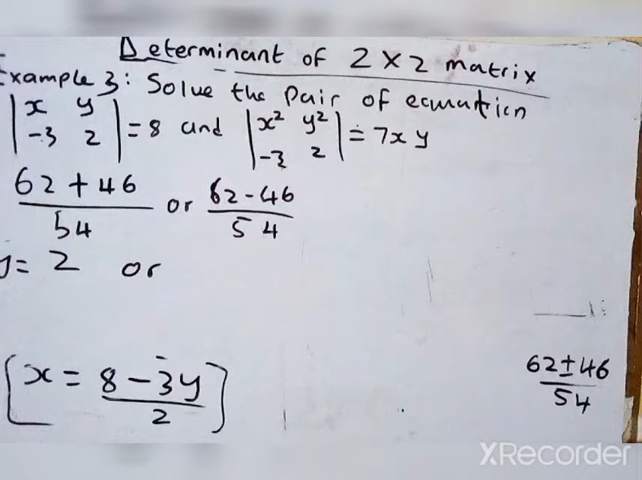 Determinant of 2 x 2 matrix
Example 3: Solve the pair of equation
|x y|
|-3 2| = 8 and |x² y²|
|-3 2| = 7xy
62 + 46 / 54 or 62 - 46 / 54
y = 2 or
[x = 8 - 3y / 2]
62 ± 46 / 54
XRecorder